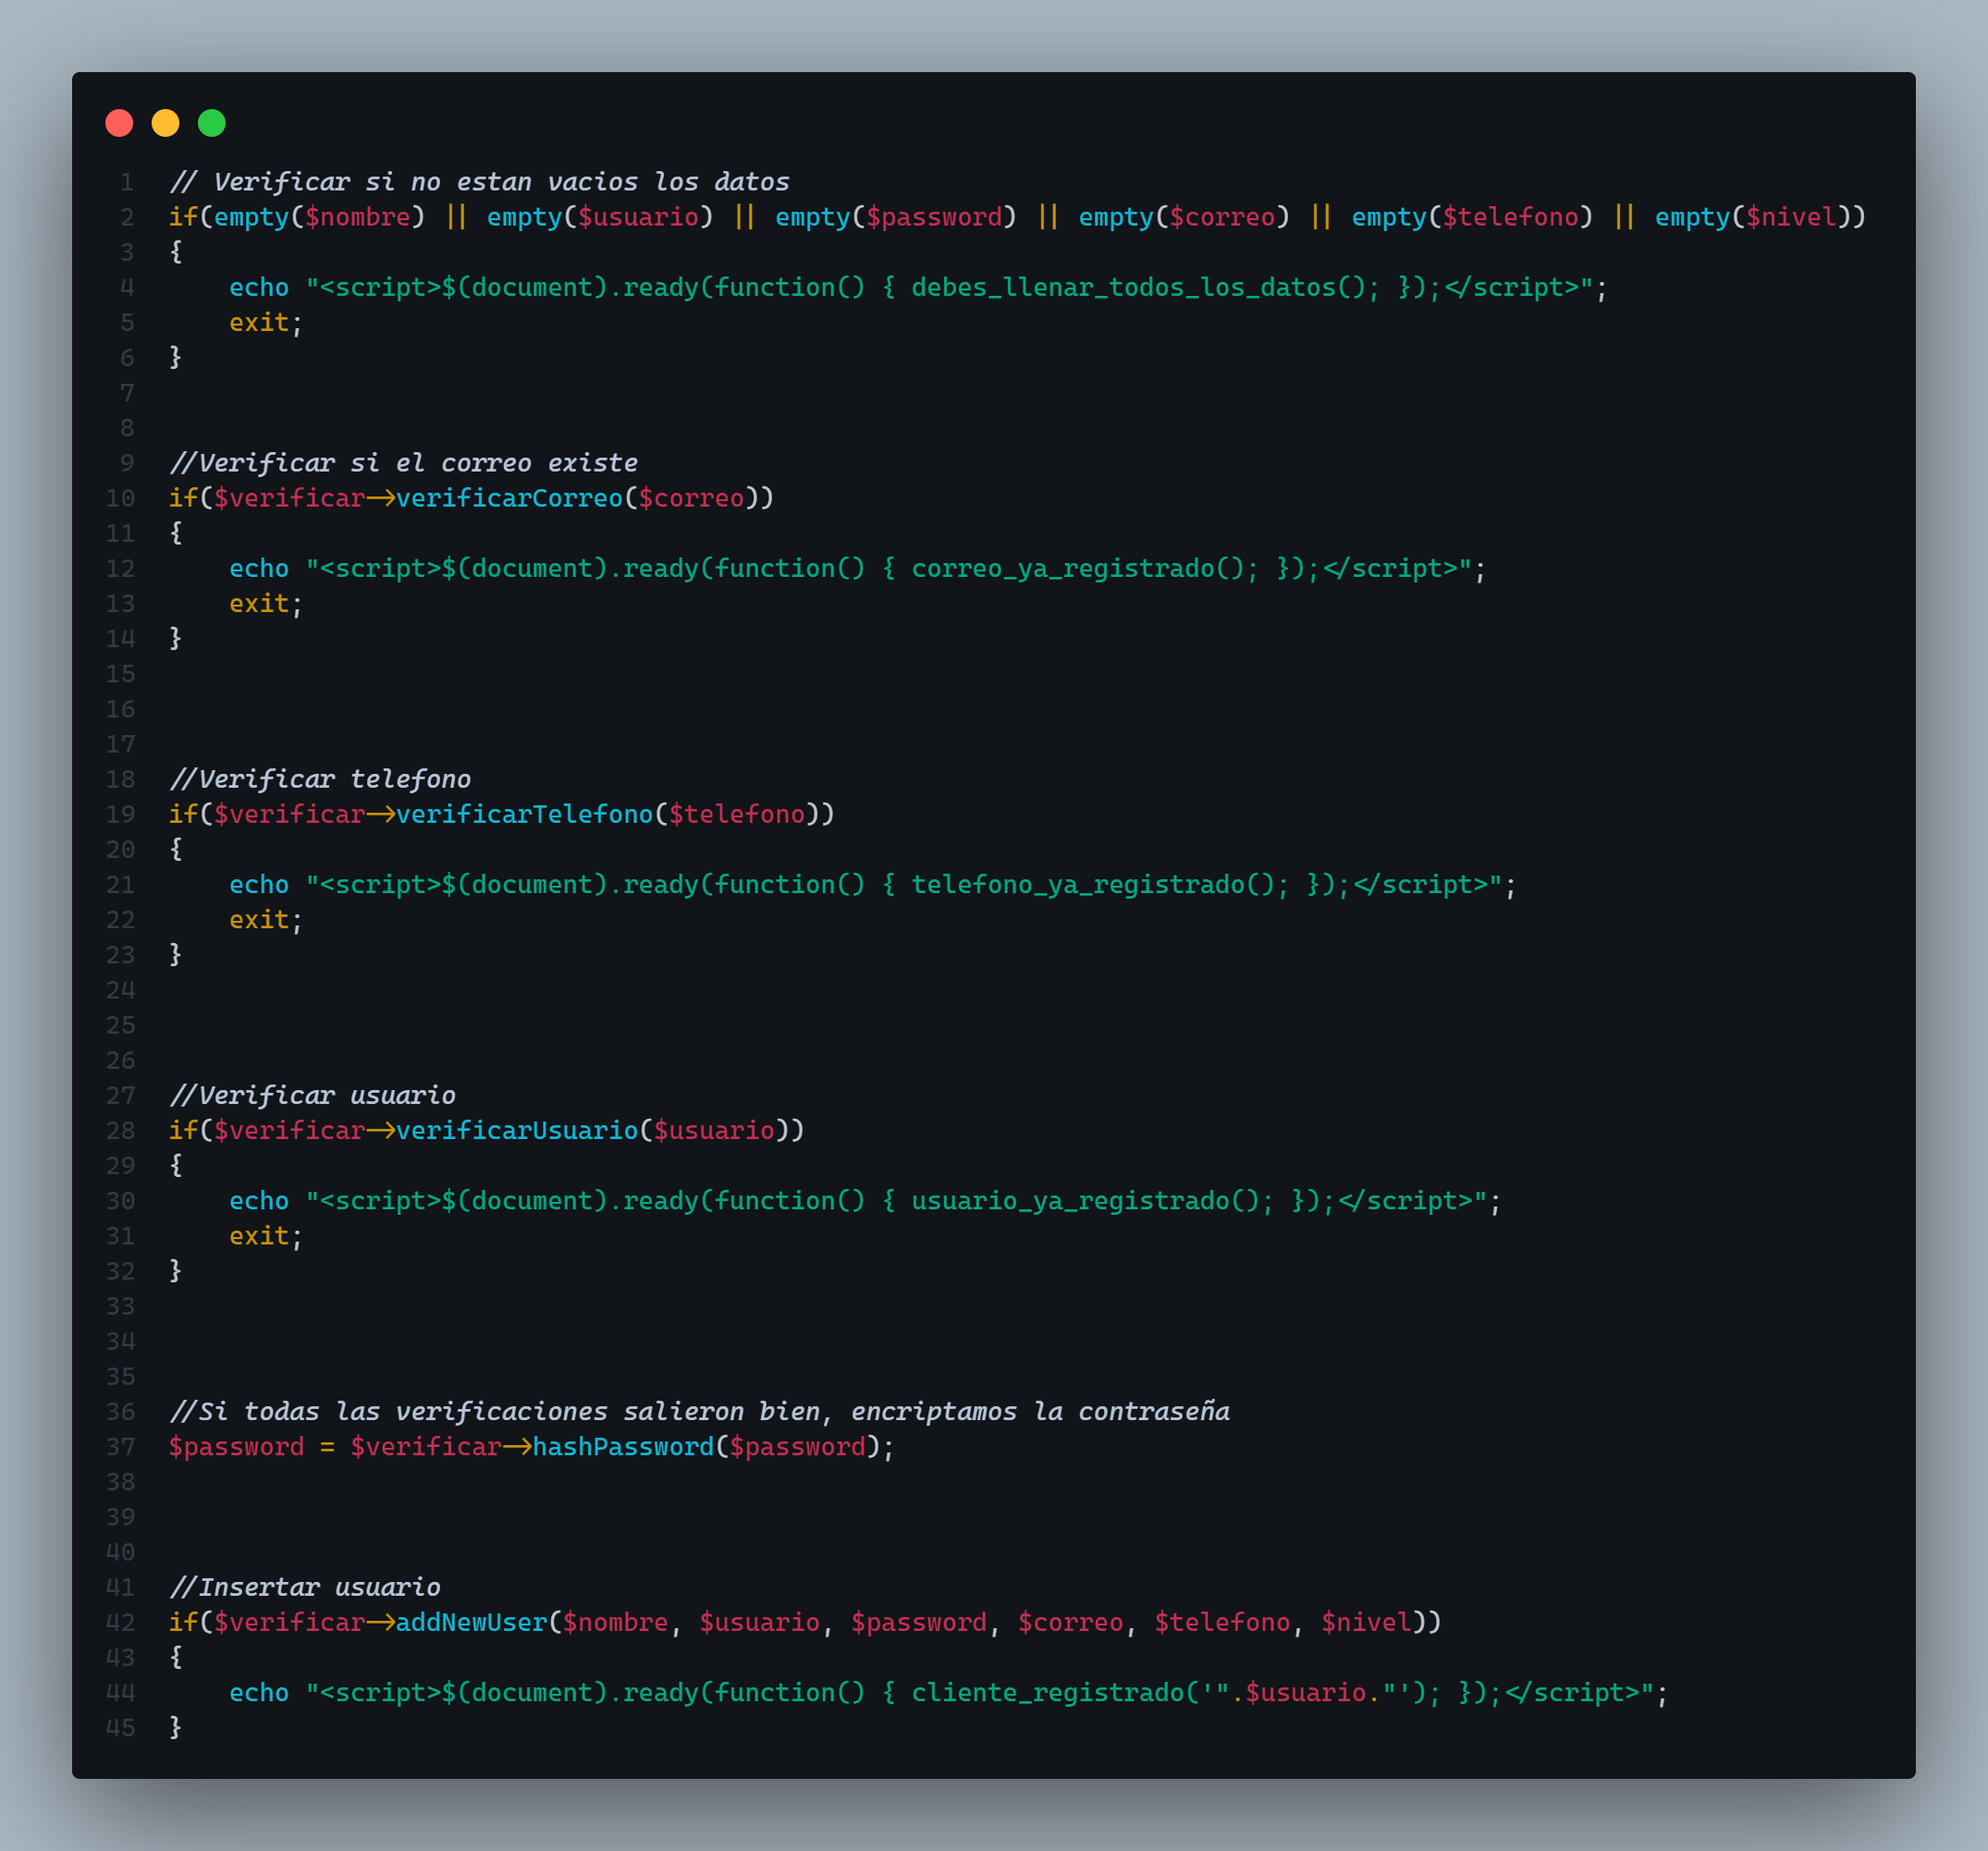 1 // Verificar si no estan vacios los datos
2 if(empty($nombre) || empty($usuario) || empty($password) || empty($correo) || empty($telefono) || empty($nivel))
3 {
4     echo "<script>$(document).ready(function() { debes_llenar_todos_los_datos(); });</script>";
5     exit;
6 }
7
8
9 //Verificar si el correo existe
10 if($verificar->verificarCorreo($correo))
11 {
12     echo "<script>$(document).ready(function() { correo_ya_registrado(); });</script>";
13     exit;
14 }
15
16
17
18 //Verificar telefono
19 if($verificar->verificarTelefono($telefono))
20 {
21     echo "<script>$(document).ready(function() { telefono_ya_registrado(); });</script>";
22     exit;
23 }
24
25
26
27 //Verificar usuario
28 if($verificar->verificarUsuario($usuario))
29 {
30     echo "<script>$(document).ready(function() { usuario_ya_registrado(); });</script>";
31     exit;
32 }
33
34
35
36 //Si todas las verificaciones salieron bien, encriptamos la contraseña
37 $password = $verificar->hashPassword($password);
38
39
40
41 //Insertar usuario
42 if($verificar->addNewUser($nombre, $usuario, $password, $correo, $telefono, $nivel))
43 {
44     echo "<script>$(document).ready(function() { cliente_registrado('".$usuario."'); });</script>";
45 }